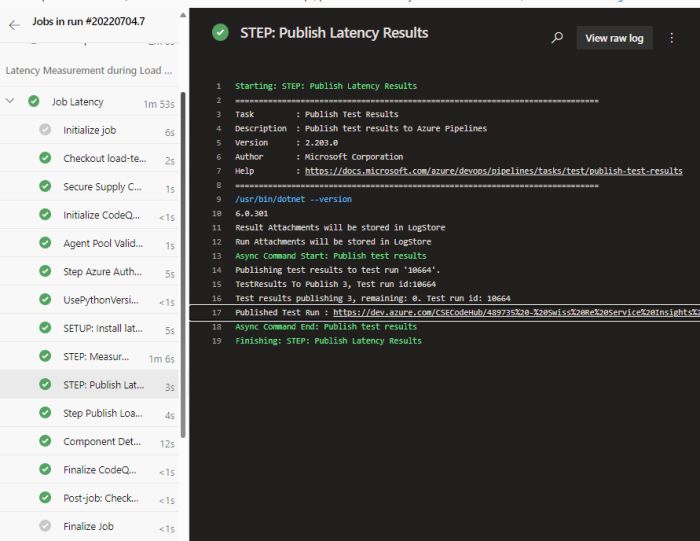 Jobs in run #20220704.7
Latency Measurement during Load ...
Job Latency 1m 53s
Initialize job 6s
Checkout load-te... 2s
Secure Supply C... 1s
Initialize CodeQ... <1s
Agent Pool Valid... 1s
Step Azure Auth... 5s
UsePythonVersi... <1s
SETUP: Install lat... 5s
STEP: Measur... 1m 6s
STEP: Publish Lat... 3s
Step Publish Loa... 4s
Component Det... 12s
Finalize CodeQ... <1s
Post-job: Check... <1s
Finalize Job <1s
STEP: Publish Latency Results
View raw log
1 Starting: STEP: Publish Latency Results
2 ==============================================================================
3 Task : Publish Test Results
4 Description : Publish test results to Azure Pipelines
5 Version : 2.203.0
6 Author : Microsoft Corporation
7 Help : https://docs.microsoft.com/azure/devops/pipelines/tasks/test/publish-test-results
8 ==============================================================================
9 /usr/bin/dotnet --version
10 6.0.301
11 Result Attachments will be stored in LogStore
12 Run Attachments will be stored in LogStore
13 Async Command Start: Publish test results
14 Publishing test results to test run '10664'.
15 TestResults To Publish 3, Test run id:10664
16 Test results publishing 3, remaining: 0. Test run id: 10664
17 Published Test Run : https://dev.azure.com/CSECodeHub/489735%20-%20Swiss%20Re%20Service%20Insights%
18 Async Command End: Publish test results
19 Finishing: STEP: Publish Latency Results